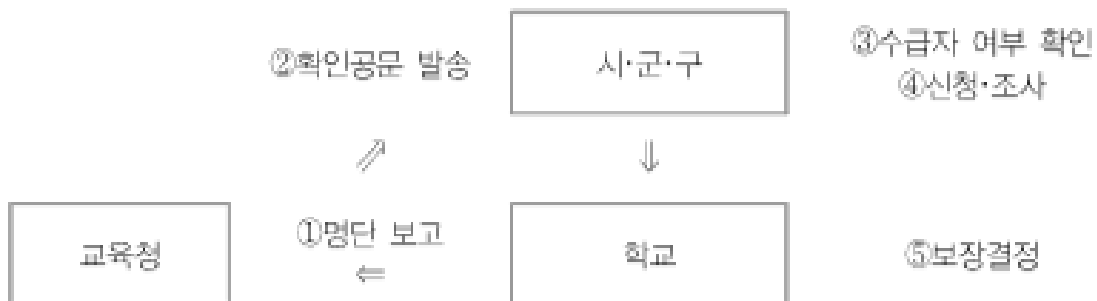 ②확인공문 발송
시·군·구
③수급자 여부 확인
④신청·조사
⇗
⇓
교육청
①명단 보고
⇐
학교
⑤보장결정